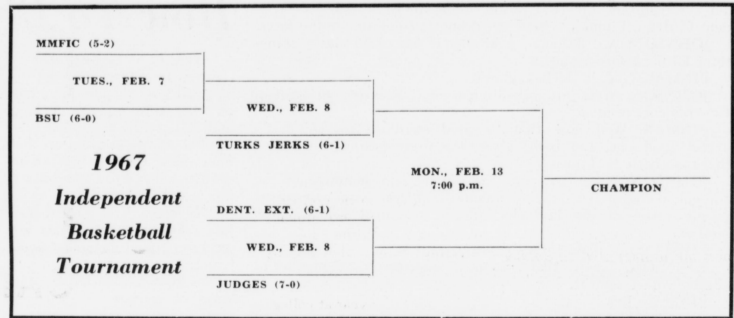 MMFIC (5-2)
TUES., FEB. 7
BSU (6-0)
WED., FEB. 8
TURKS JERKS (6-1)
1967
Independent
Basketball
Tournament
DENT. EXT. (6-1)
WED., FEB. 8
JUDGES (7-0)
MON., FEB. 13
7:00 p.m.
CHAMPION